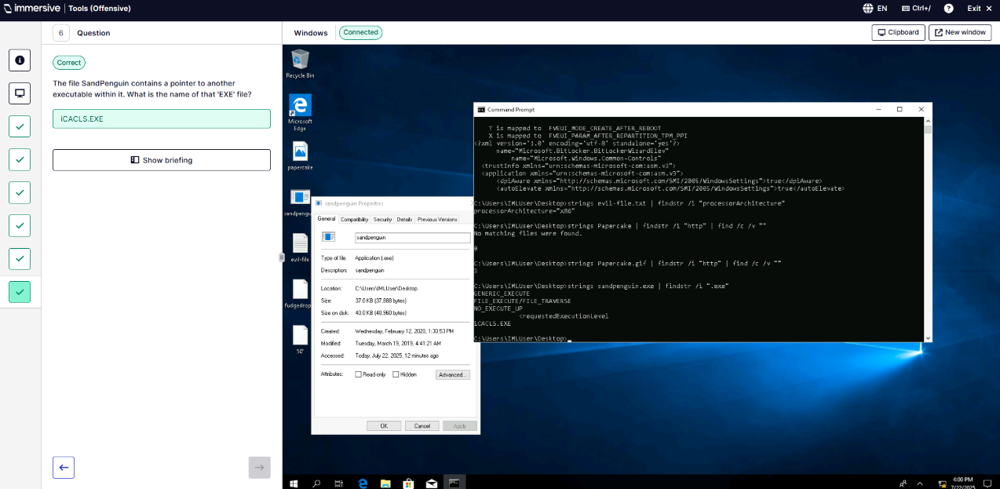 immersive | Tools (Offensive)
EN
Ctrl+/
?
Exit ×
6
Question
Correct
The file SandPenguin contains a pointer to another
executable within it. What is the name of that 'EXE' file?
iCACLS.EXE
Show briefing
Windows
Connected
Clipboard
New window
Recycle Bin
Microsoft
Edge
papercake
sandpengu
evil-file
fudgedrop
50'
sandpenguin Properties
General
Compatibility
Security
Details
Previous Versions
sandpenguin
Type of file:
Application (.exe)
Description:
sandpenguin
Location:
C:\Users\IMLUser\Desktop
Size:
37.0 KB (37,888 bytes)
Size on disk:
40.0 KB (40,960 bytes)
Created:
Wednesday, February 12, 2020, 1:30:53 PM
Modified:
Tuesday, March 19, 2019, 4:41:21 AM
Accessed:
Today, July 22, 2025, 12 minutes ago
Attributes:
Read-only
Hidden
Advanced...
OK
Cancel
Apply
Command Prompt
T is mapped to FVEUI_MODE_CREATE_AFTER_REBOOT
X is mapped to FVEUI_PARAM_AFTER_REPARTITION_TPM_PPI
<?xml version='1.0' encoding='utf-8' standalone='yes'?>
name="Microsoft.BitLocker.BitLockerWizardElev"
name="Microsoft.Windows.Common-Controls"
<trustInfo xmlns="urn:schemas-microsoft-com:asm.v3">
<application xmlns="urn:schemas-microsoft-com:asm.v3">
<dpiAware xmlns="http://schemas.microsoft.com/SMI/2005/WindowsSettings">true</dpiAware>
<autoElevate xmlns="http://schemas.microsoft.com/SMI/2005/WindowsSettings">true</autoElevate>
C:\Users\IMLUser\Desktop>strings evil-file.txt | findstr /i "processorArchitecture"
processorArchitecture="x86"
C:\Users\IMLUser\Desktop>strings Papercake | findstr /i "http" | find /c /v ""
No matching files were found.
0
C:\Users\IMLUser\Desktop>strings Papercake.gif | findstr /i "http" | find /c /v ""
3
C:\Users\IMLUser\Desktop>strings sandpenguin.exe | findstr /i ".exe"
GENERIC_EXECUTE
FILE_EXECUTE/FILE_TRAVERSE
NO_EXECUTE_UP
<requestedExecutionLevel
iCACLS.EXE
C:\Users\IMLUser\Desktop>
4:00 PM
7/22/2025